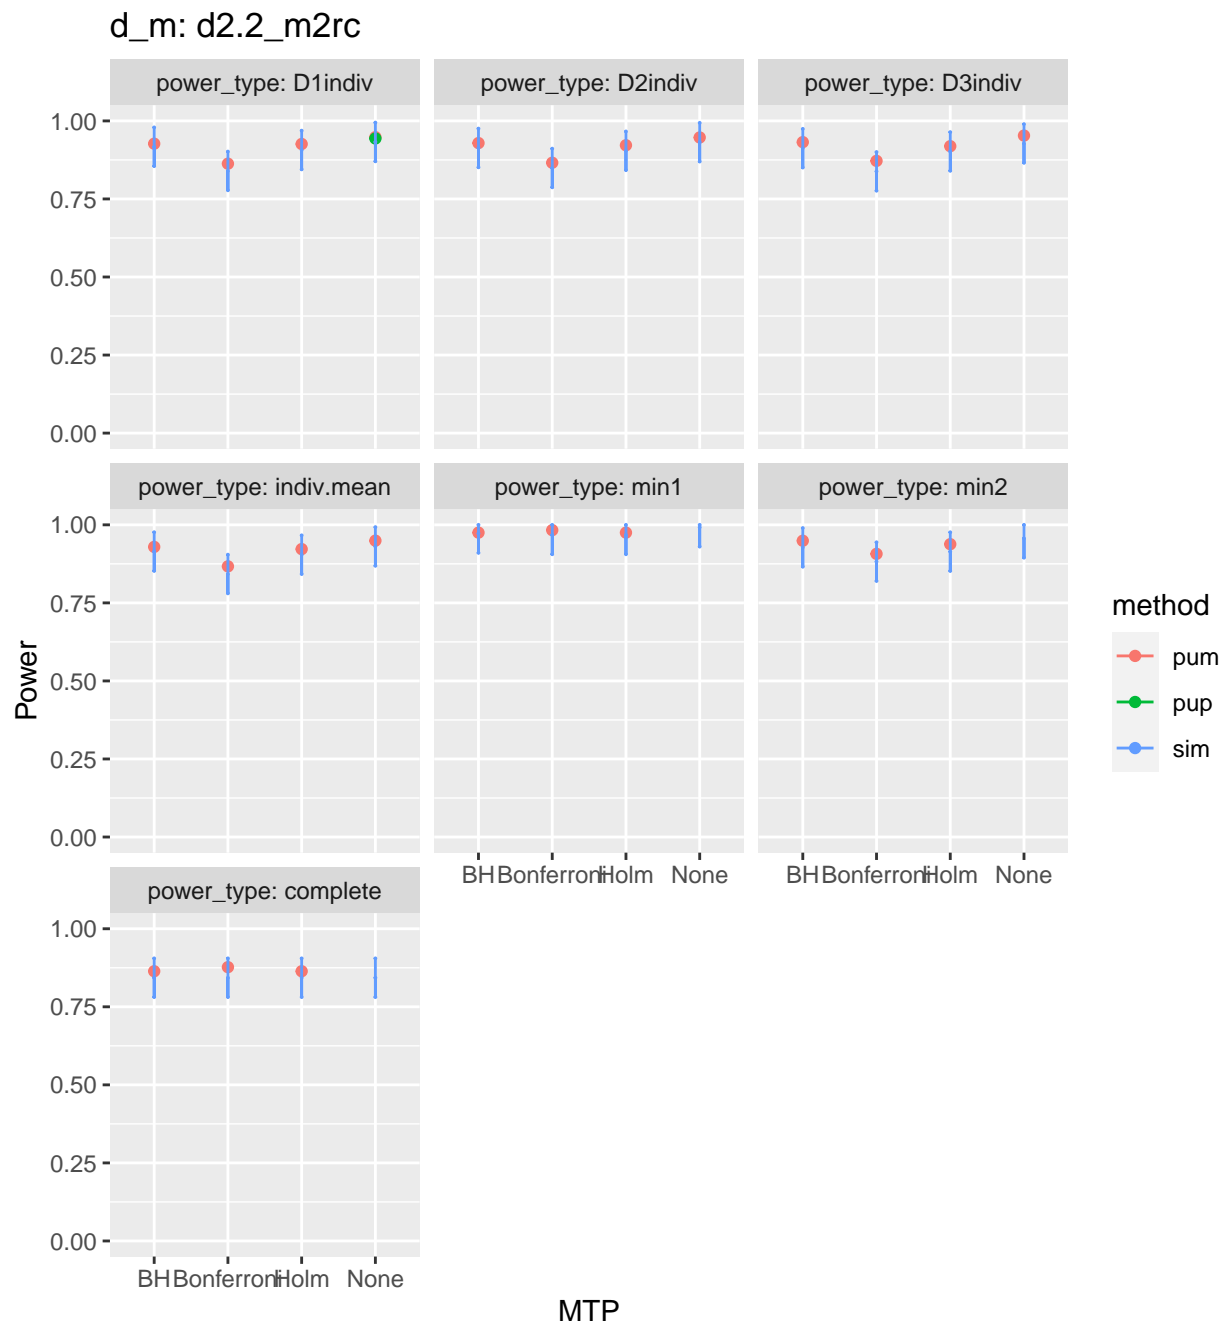 d_m: d2.2_m2rc
power_type: D1indiv
power_type: D2indiv
power_type: D3indiv
1.00
0.75
0.50
0.25
0.00
power_type: indiv.mean
power_type: min1
power_type: min2
1.00
0.75
0.50
0.25
0.00
BH Bonferroni Holm None
BH Bonferroni Holm None
power_type: complete
1.00
0.75
0.50
0.25
0.00
BH Bonferroni Holm None
MTP
Power
method
pum
pup
sim